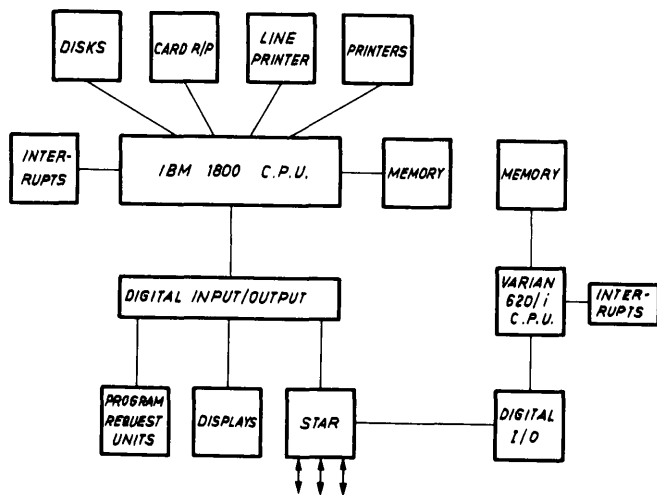 DISKS
CARD R/P
LINE
PRINTER
PRINTERS
INTER-
RUPTS
IBM 1800 C.P.U.
MEMORY
MEMORY
DIGITAL INPUT/OUTPUT
VARIAN
620/i
C.P.U.
INTER-
RUPTS
PROGRAM
REQUEST
UNITS
DISPLAYS
STAR
DIGITAL
I/O